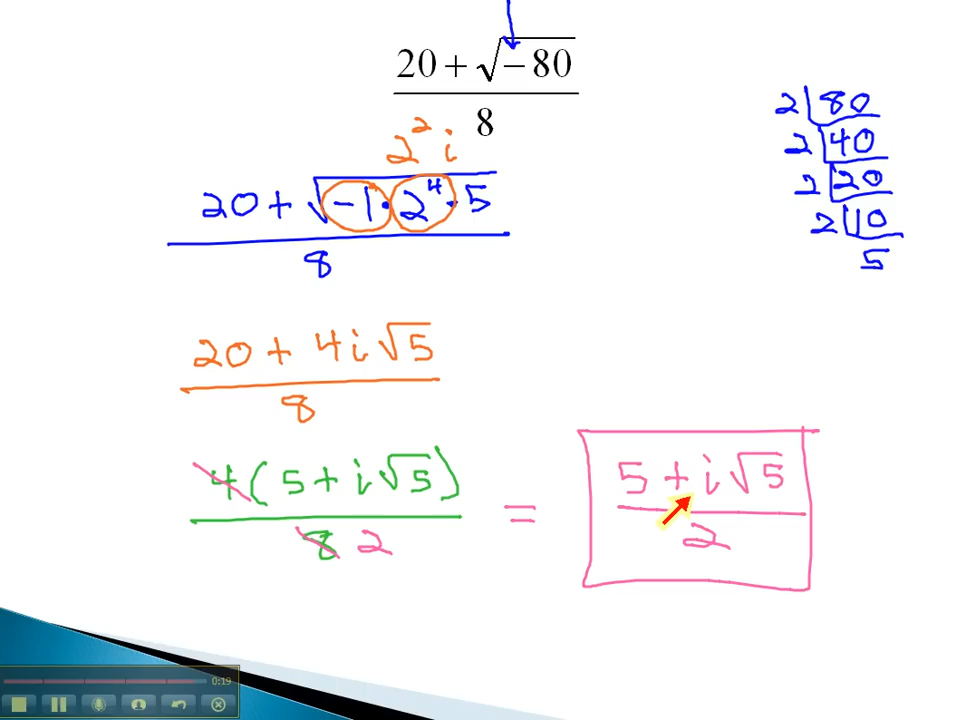 20 + √-80
8
2² i
20 + √-1 · 2⁴ · 5
8
2 80
2 40
2 20
2 10
5
20 + 4i√5
8
4(5 + i√5)
8 2
=
5 + i√5
2
0:19